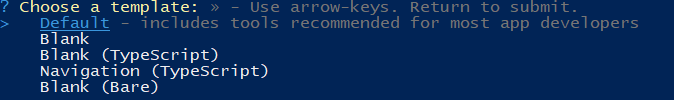 ? Choose a template: » - Use arrow-keys. Return to submit.
> Default - includes tools recommended for most app developers
Blank
Blank (TypeScript)
Navigation (TypeScript)
Blank (Bare)